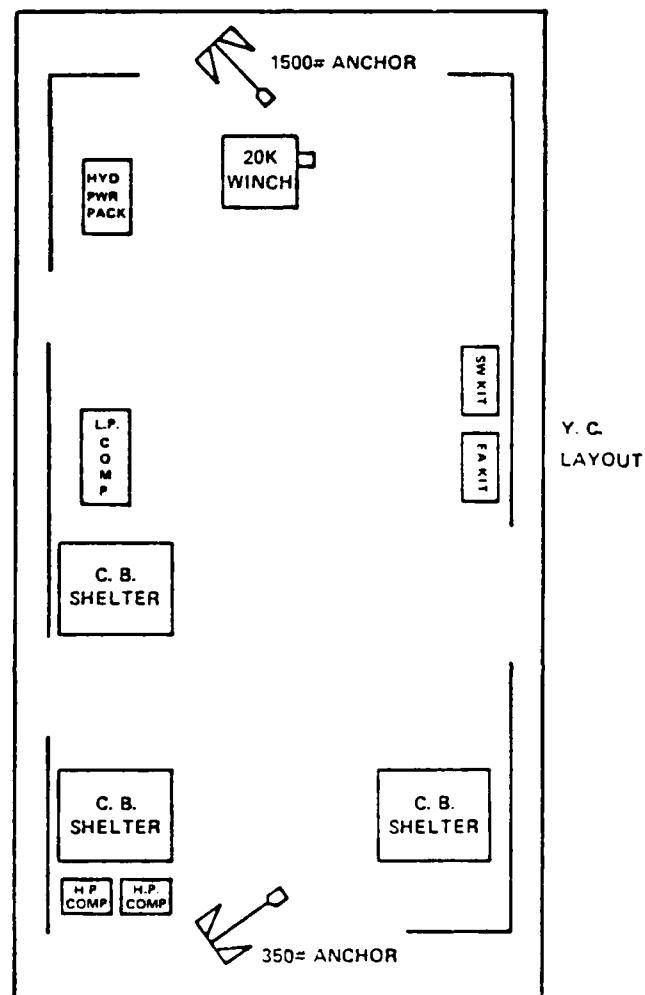 1500# ANCHOR
20K
WINCH
HYD
PWR
PACK
SW KIT
FA KIT
Y. C.
LAYOUT
L.P.
C
O
M
P
C. B.
SHELTER
C. B.
SHELTER
C. B.
SHELTER
H P
COMP
H.P.
COMP
350# ANCHOR